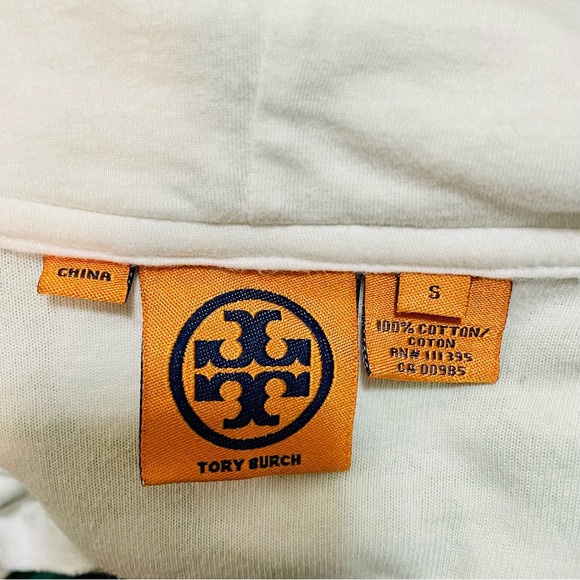 CHINA
TORY BURCH
S
100% COTTON/
COTON
RN# 111395
CA 00985